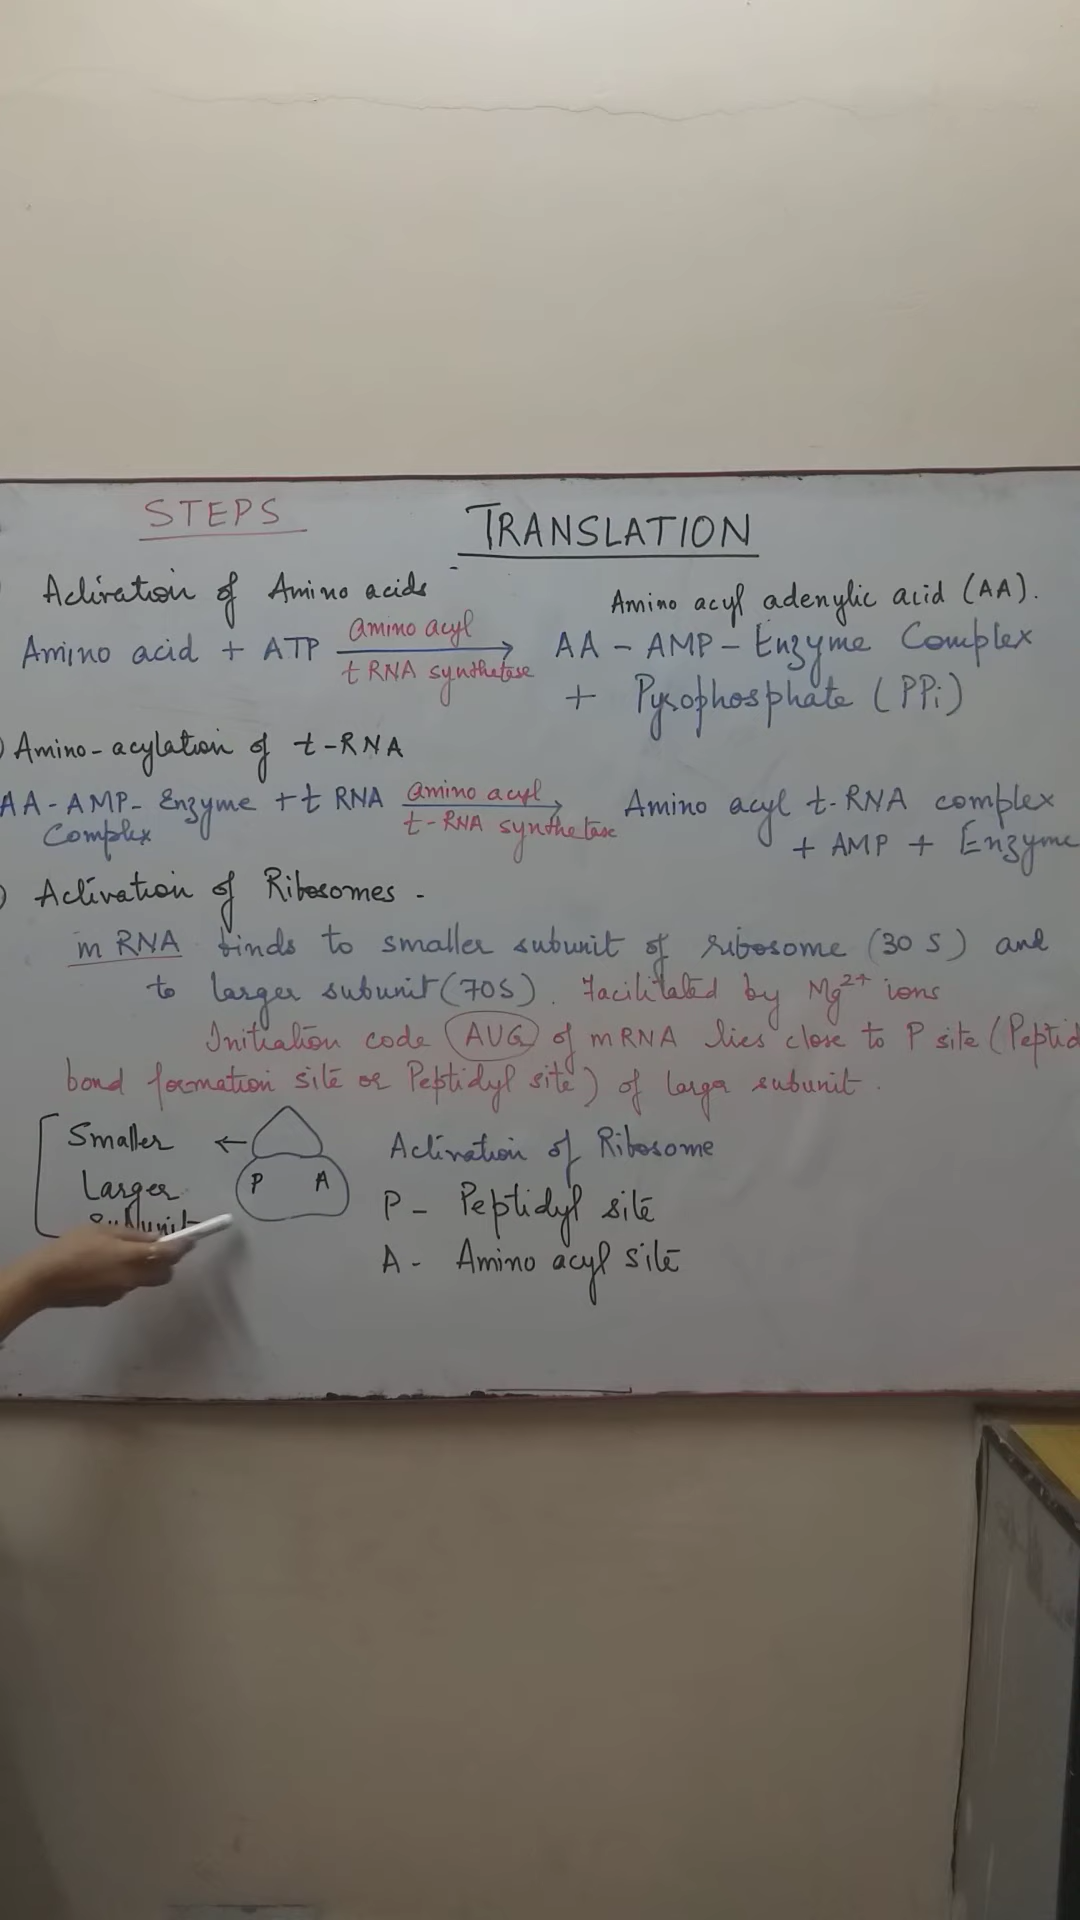 STEPS
TRANSLATION
Activation of Amino acids
Amino acyl adenylic acid (AA).
Amino acid + ATP amino acyl t RNA synthetase AA - AMP - Enzyme Complex
+ Pyrophosphate (PPi)
) Amino-acylation of t-RNA
AA-AMP- Enzyme + t RNA amino acyl t-RNA synthetase Amino acyl t-RNA complex
Complex + AMP + Enzyme
) Activation of Ribosomes -
m RNA binds to smaller subunit of ribosome (30 S) and
to larger subunit (70S). Facilitated by Mg2+ ions
Initiation code AUG of mRNA lies close to P site (Peptid
bond formation site or Peptidyl site) of larger subunit.
Smaller ← Activation of Ribosome
Larger P A P - Peptidyl site
subunit
A - Amino acyl site